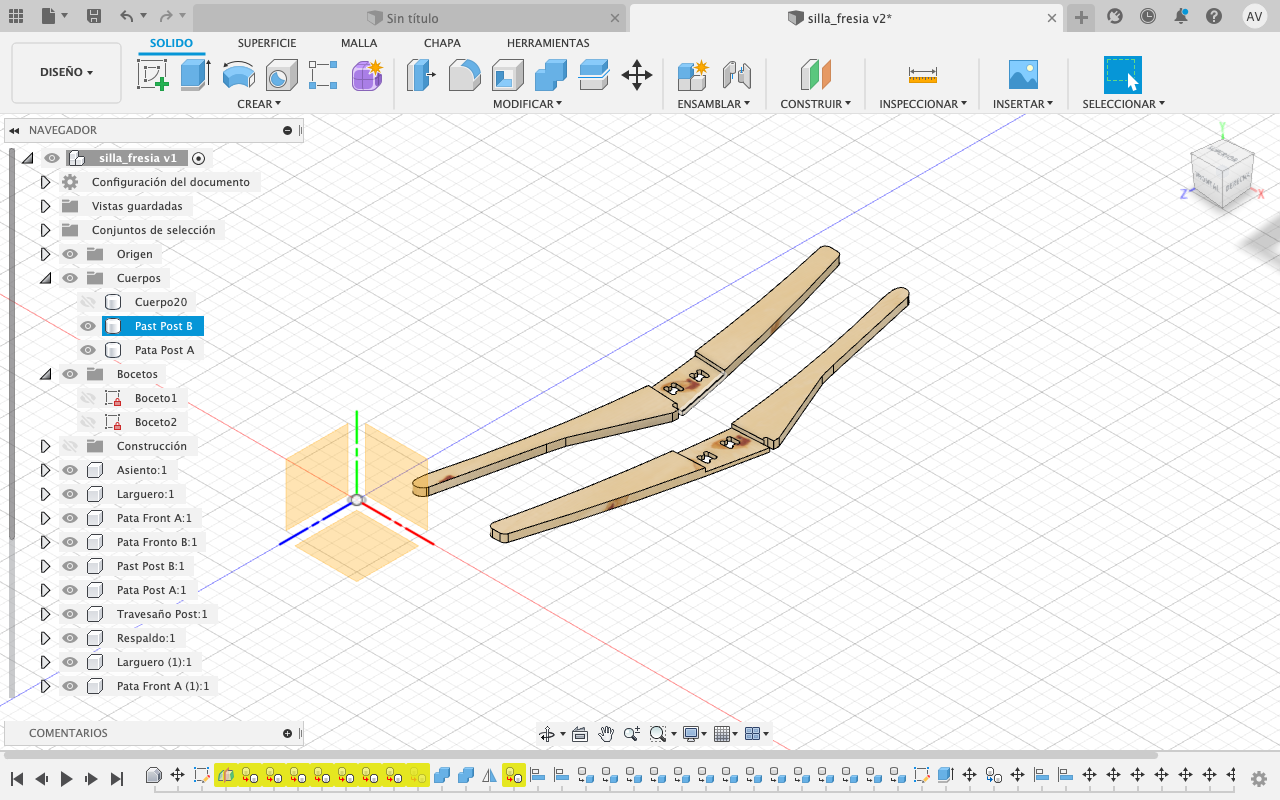 Sin título
silla_fresia v2*
AV
DISEÑO
SOLIDO
SUPERFICIE
MALLA
CHAPA
HERRAMIENTAS
CREAR
MODIFICAR
ENSAMBLAR
CONSTRUIR
INSPECCIONAR
INSERTAR
SELECCIONAR
NAVEGADOR
silla_fresia v1
Configuración del documento
Vistas guardadas
Conjuntos de selección
Origen
Cuerpos
Cuerpo20
Past Post B
Pata Post A
Bocetos
Boceto1
Boceto2
Construcción
Asiento:1
Larguero:1
Pata Front A:1
Pata Fronto B:1
Past Post B:1
Pata Post A:1
Travesaño Post:1
Respaldo:1
Larguero (1):1
Pata Front A (1):1
Y
Z
X
COMENTARIOS